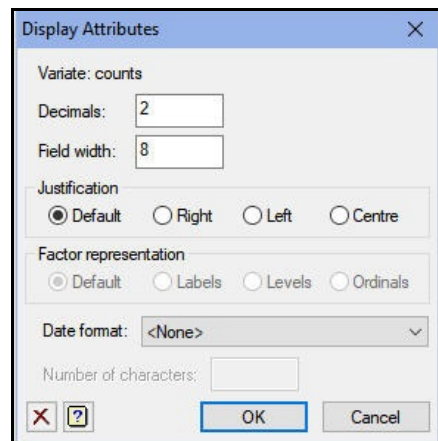 Display Attributes
Variate: counts
Decimals: 2
Field width: 8
Justification
Default Right Left Centre
Factor representation
Default Labels Levels Ordinals
Date format: <None>
Number of characters:
OK Cancel